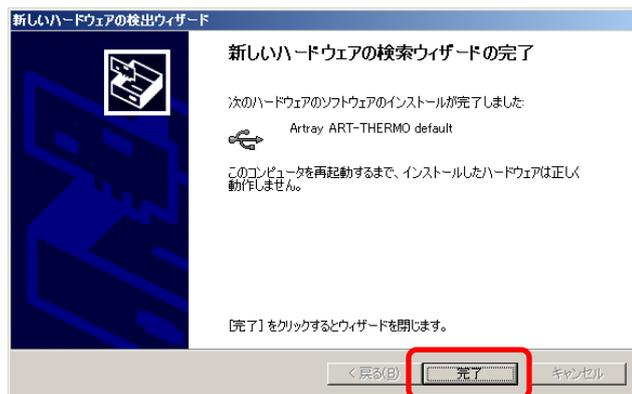 新しいハードウェアの検出ウィザード
新しいハードウェアの検索ウィザードの完了
次のハードウェアのソフトウェアのインストールが完了しました:
Artray ART-THERMO default
このコンピュータを再起動するまで、インストールしたハードウェアは正しく
動作しません。
[完了] をクリックするとウィザードを閉じます。
< 戻る(B)
完了
キャンセル